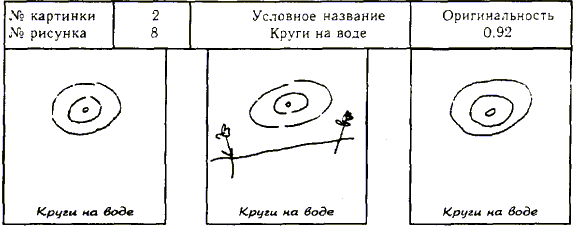 № картинки 2 Условное название Оригинальность
№ рисунка 8 Круги на воде 0,92
Круги на воде Круги на воде Круги на воде